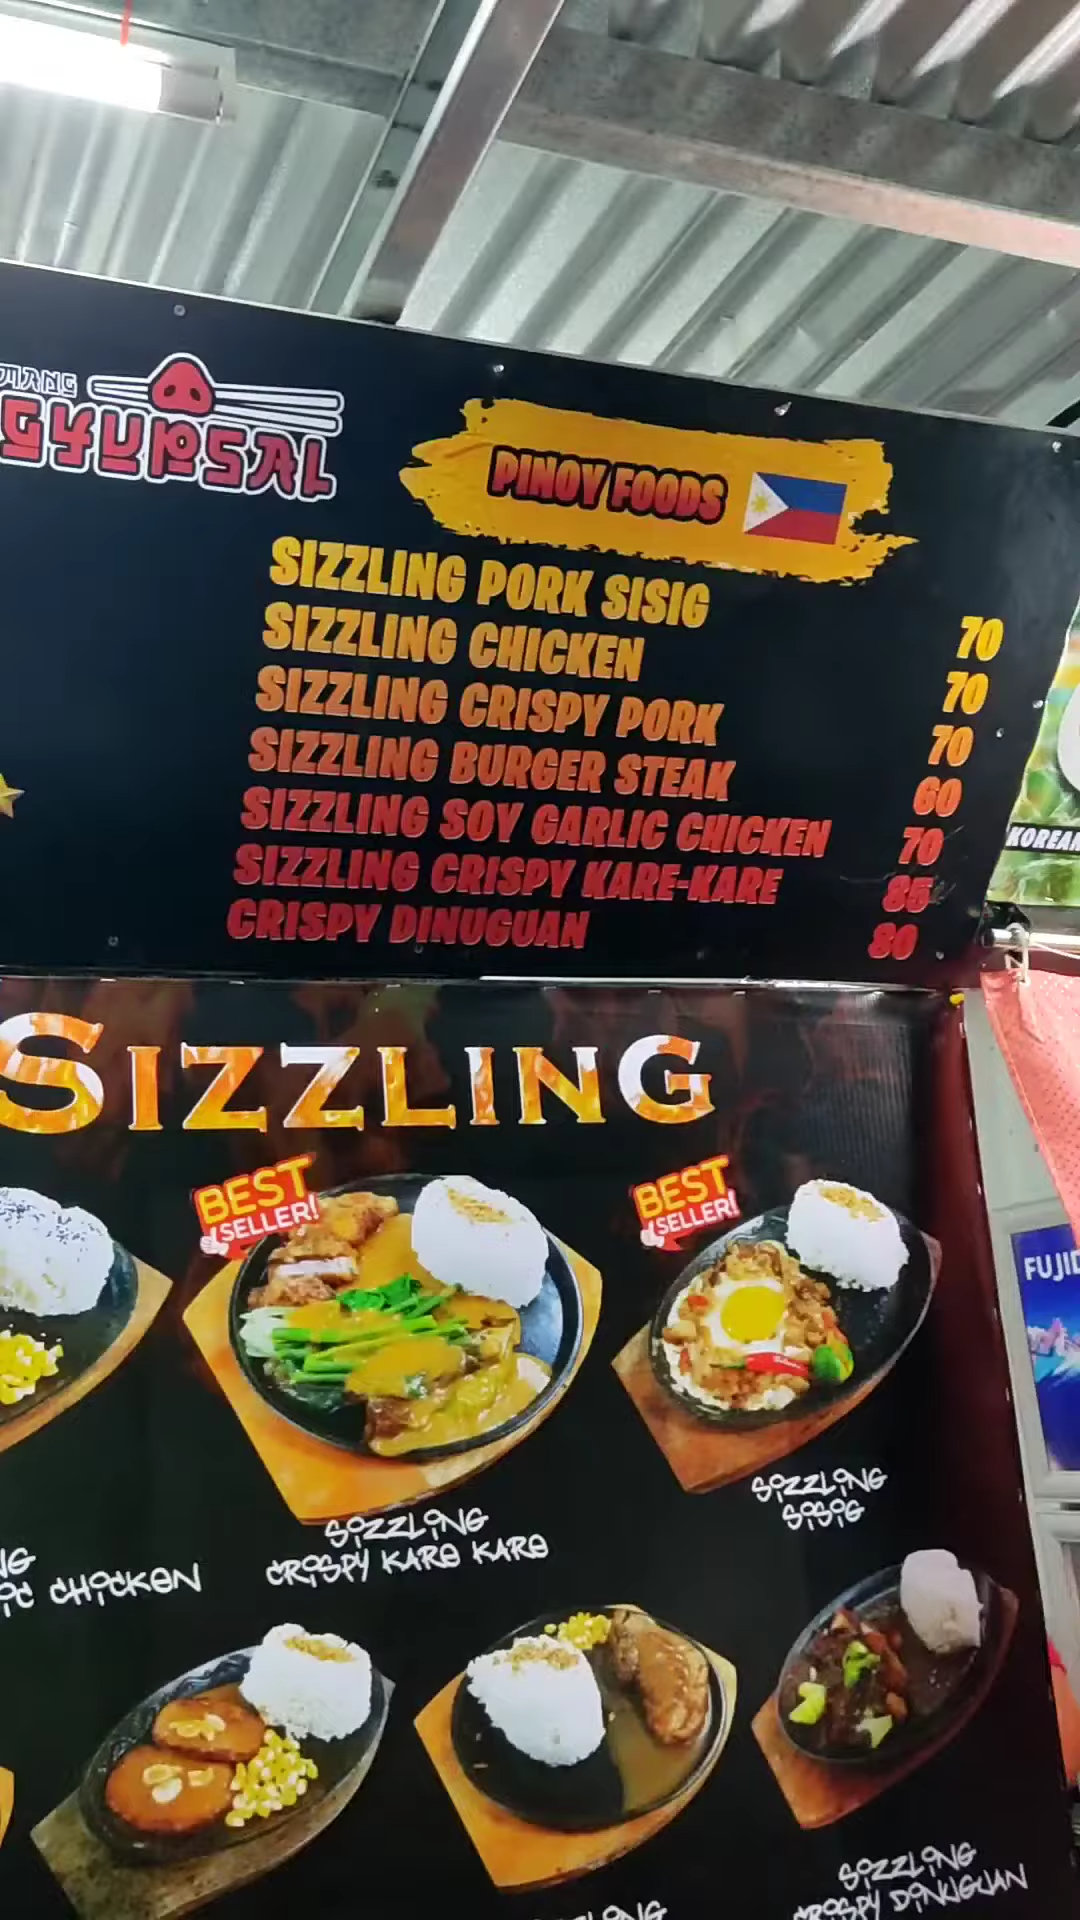 MANG
GYUPSAL
PINOY FOODS
SIZZLING PORK SISIG 70
SIZZLING CHICKEN 70
SIZZLING CRISPY PORK 70
SIZZLING BURGER STEAK 60
SIZZLING SOY GARLIC CHICKEN 70
SIZZLING CRISPY KARE-KARE 85
CRISPY DINUGUAN 80
KOREAN
SIZZLING
BEST
SELLER!
BEST
SELLER!
SIZZLING
SISIG
SIZZLING
CRISPY KARE KARE
CHICKEN
SIZZLING
CRISPY DINUGUAN